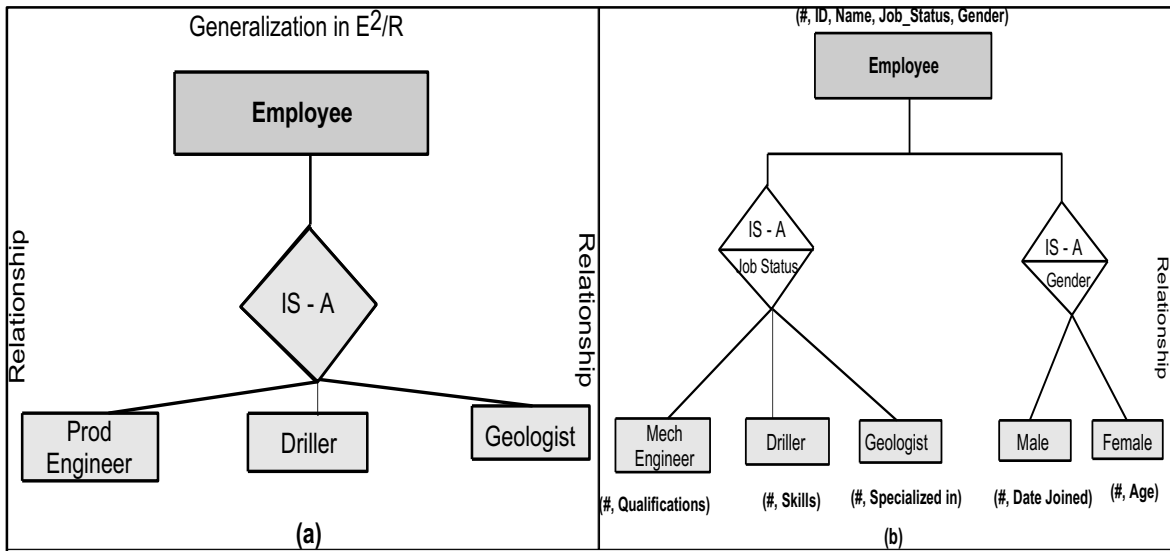 Generalization in E2/R
Employee
Relationship
IS - A
Relationship
Prod
Engineer
Driller
Geologist
(a)
(#, ID, Name, Job_Status, Gender)
Employee
IS - A
Job Status
IS - A
Gender
Relationship
Mech
Engineer
Driller
Geologist
Male
Female
(#, Qualifications)
(#, Skills)
(#, Specialized in)
(#, Date Joined)
(#, Age)
(b)